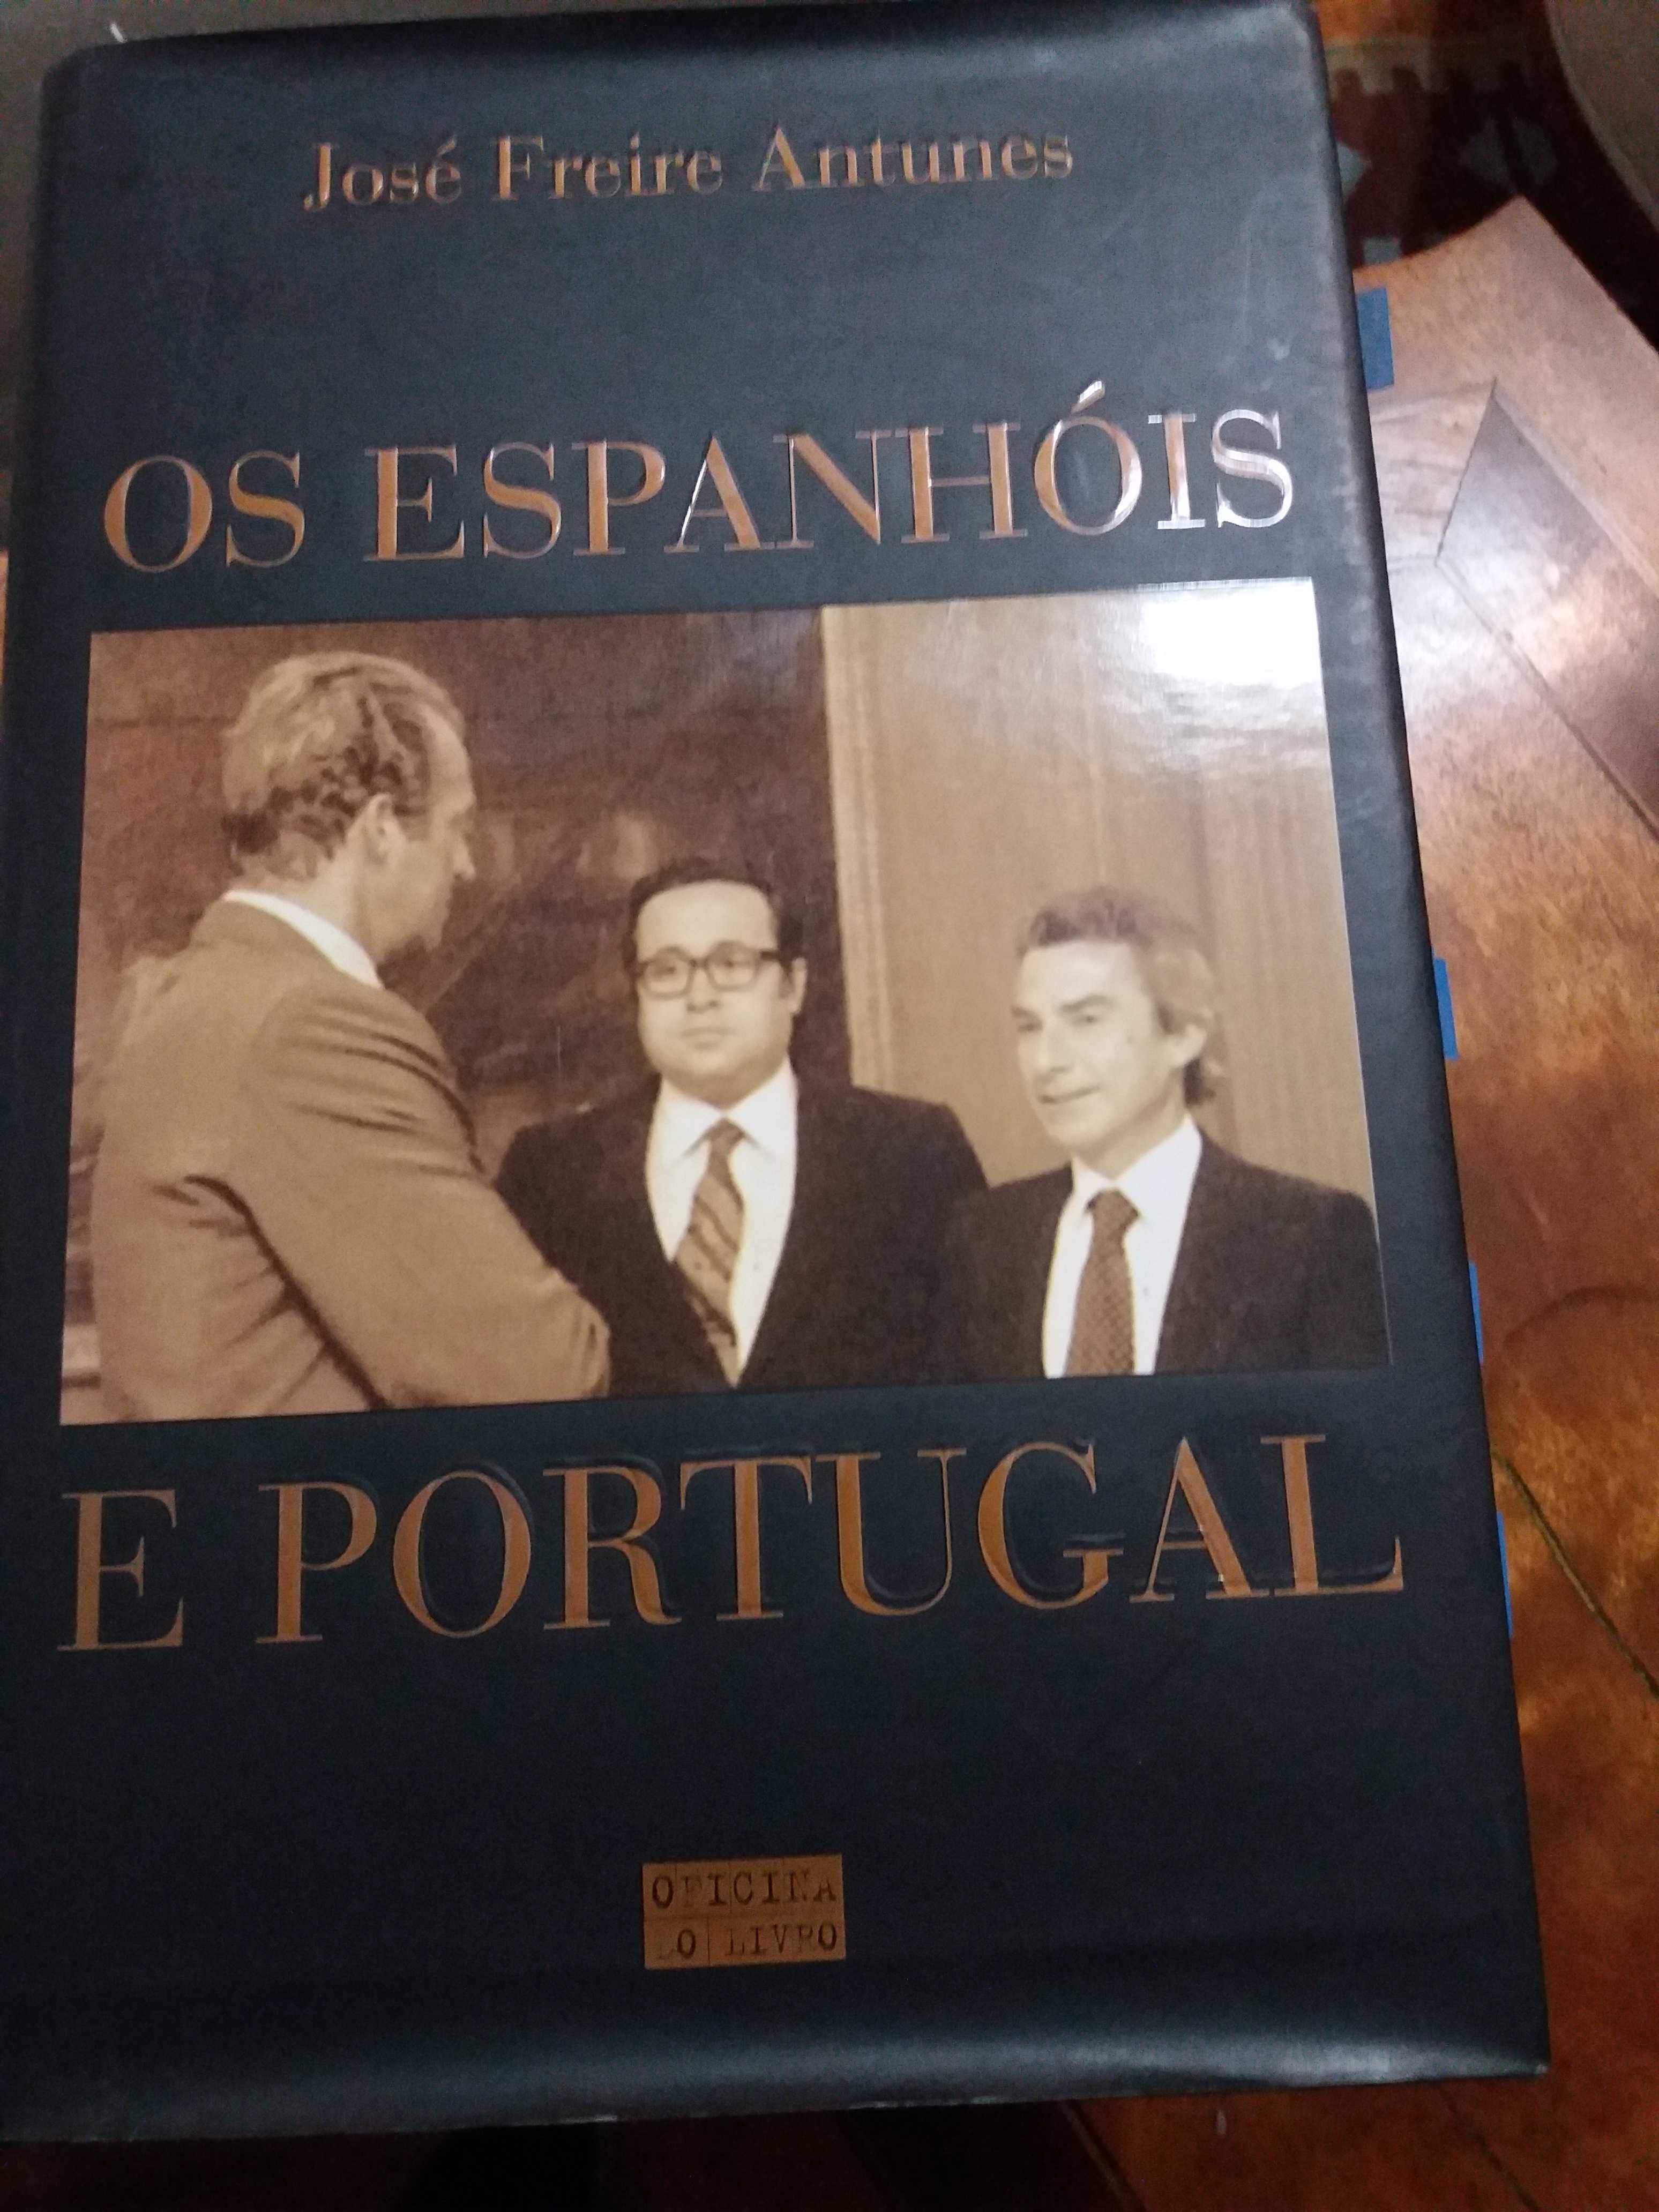 José Freire Antunes
OS ESPANHÓIS
E PORTUGAL
OFICINA
DO LIVRO